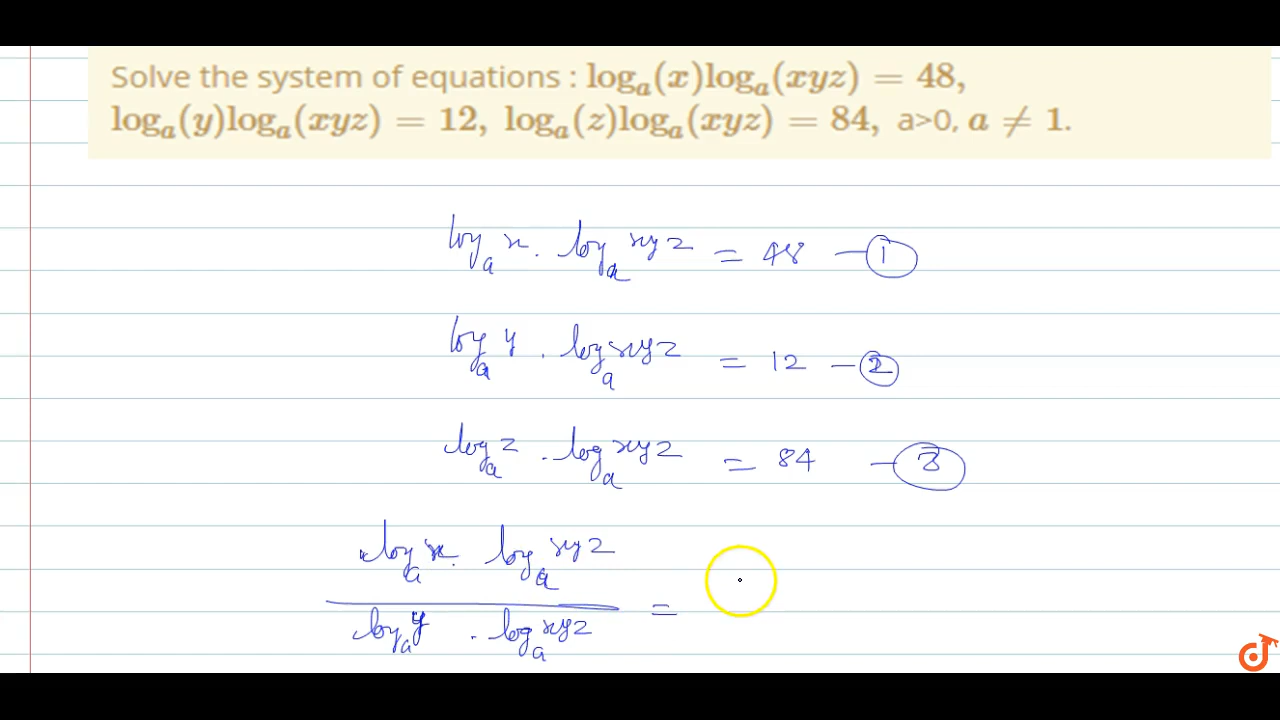 Solve the system of equations : logₐ(x)logₐ(xyz) = 48,
logₐ(y)logₐ(xyz) = 12, logₐ(z)logₐ(xyz) = 84, a>0, a ≠ 1.
logₐ x . logₐ xyz = 48 — ①
logₐ y . logₐ xyz = 12 — ②
logₐ z . logₐ xyz = 84 — ③
logₐ x . logₐ xyz
logₐ y . logₐ xyz =